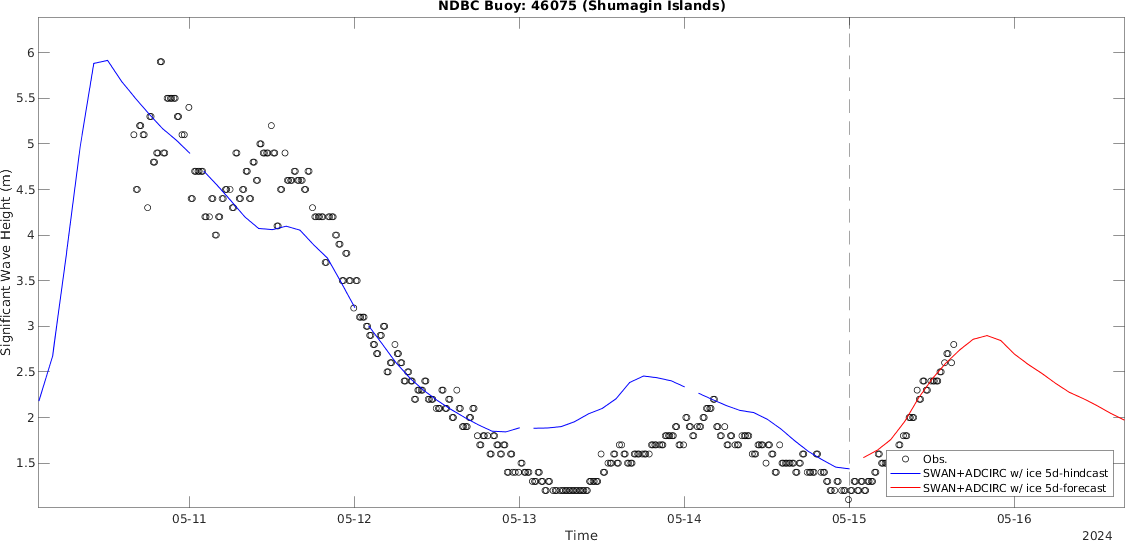 NDBC Buoy: 46075 (Shumagin Islands)
Significant Wave Height (m)
6
5.5
5
4.5
4
3.5
3
2.5
2
1.5
Obs.
SWAN+ADCIRC w/ ice 5d-hindcast
SWAN+ADCIRC w/ ice 5d-forecast
05-11 05-12 05-13 05-14 05-15 05-16
Time
2024